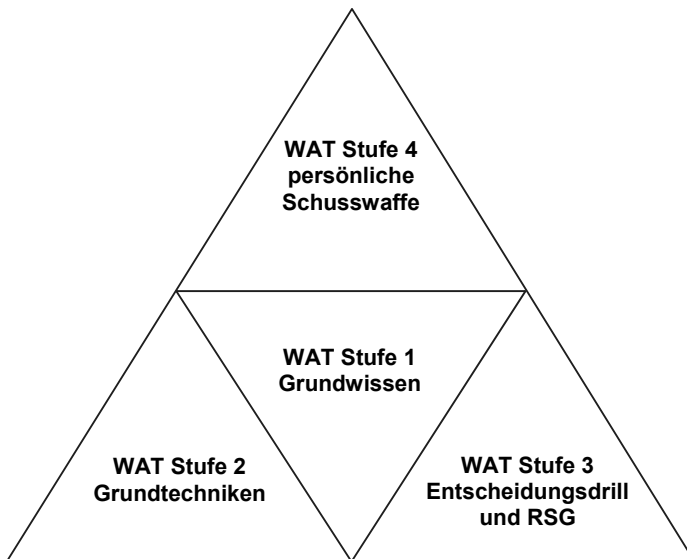 WAT Stufe 4
persönliche
Schusswaffe
WAT Stufe 1
Grundwissen
WAT Stufe 2
Grundtechniken
WAT Stufe 3
Entscheidungsdrill
und RSG